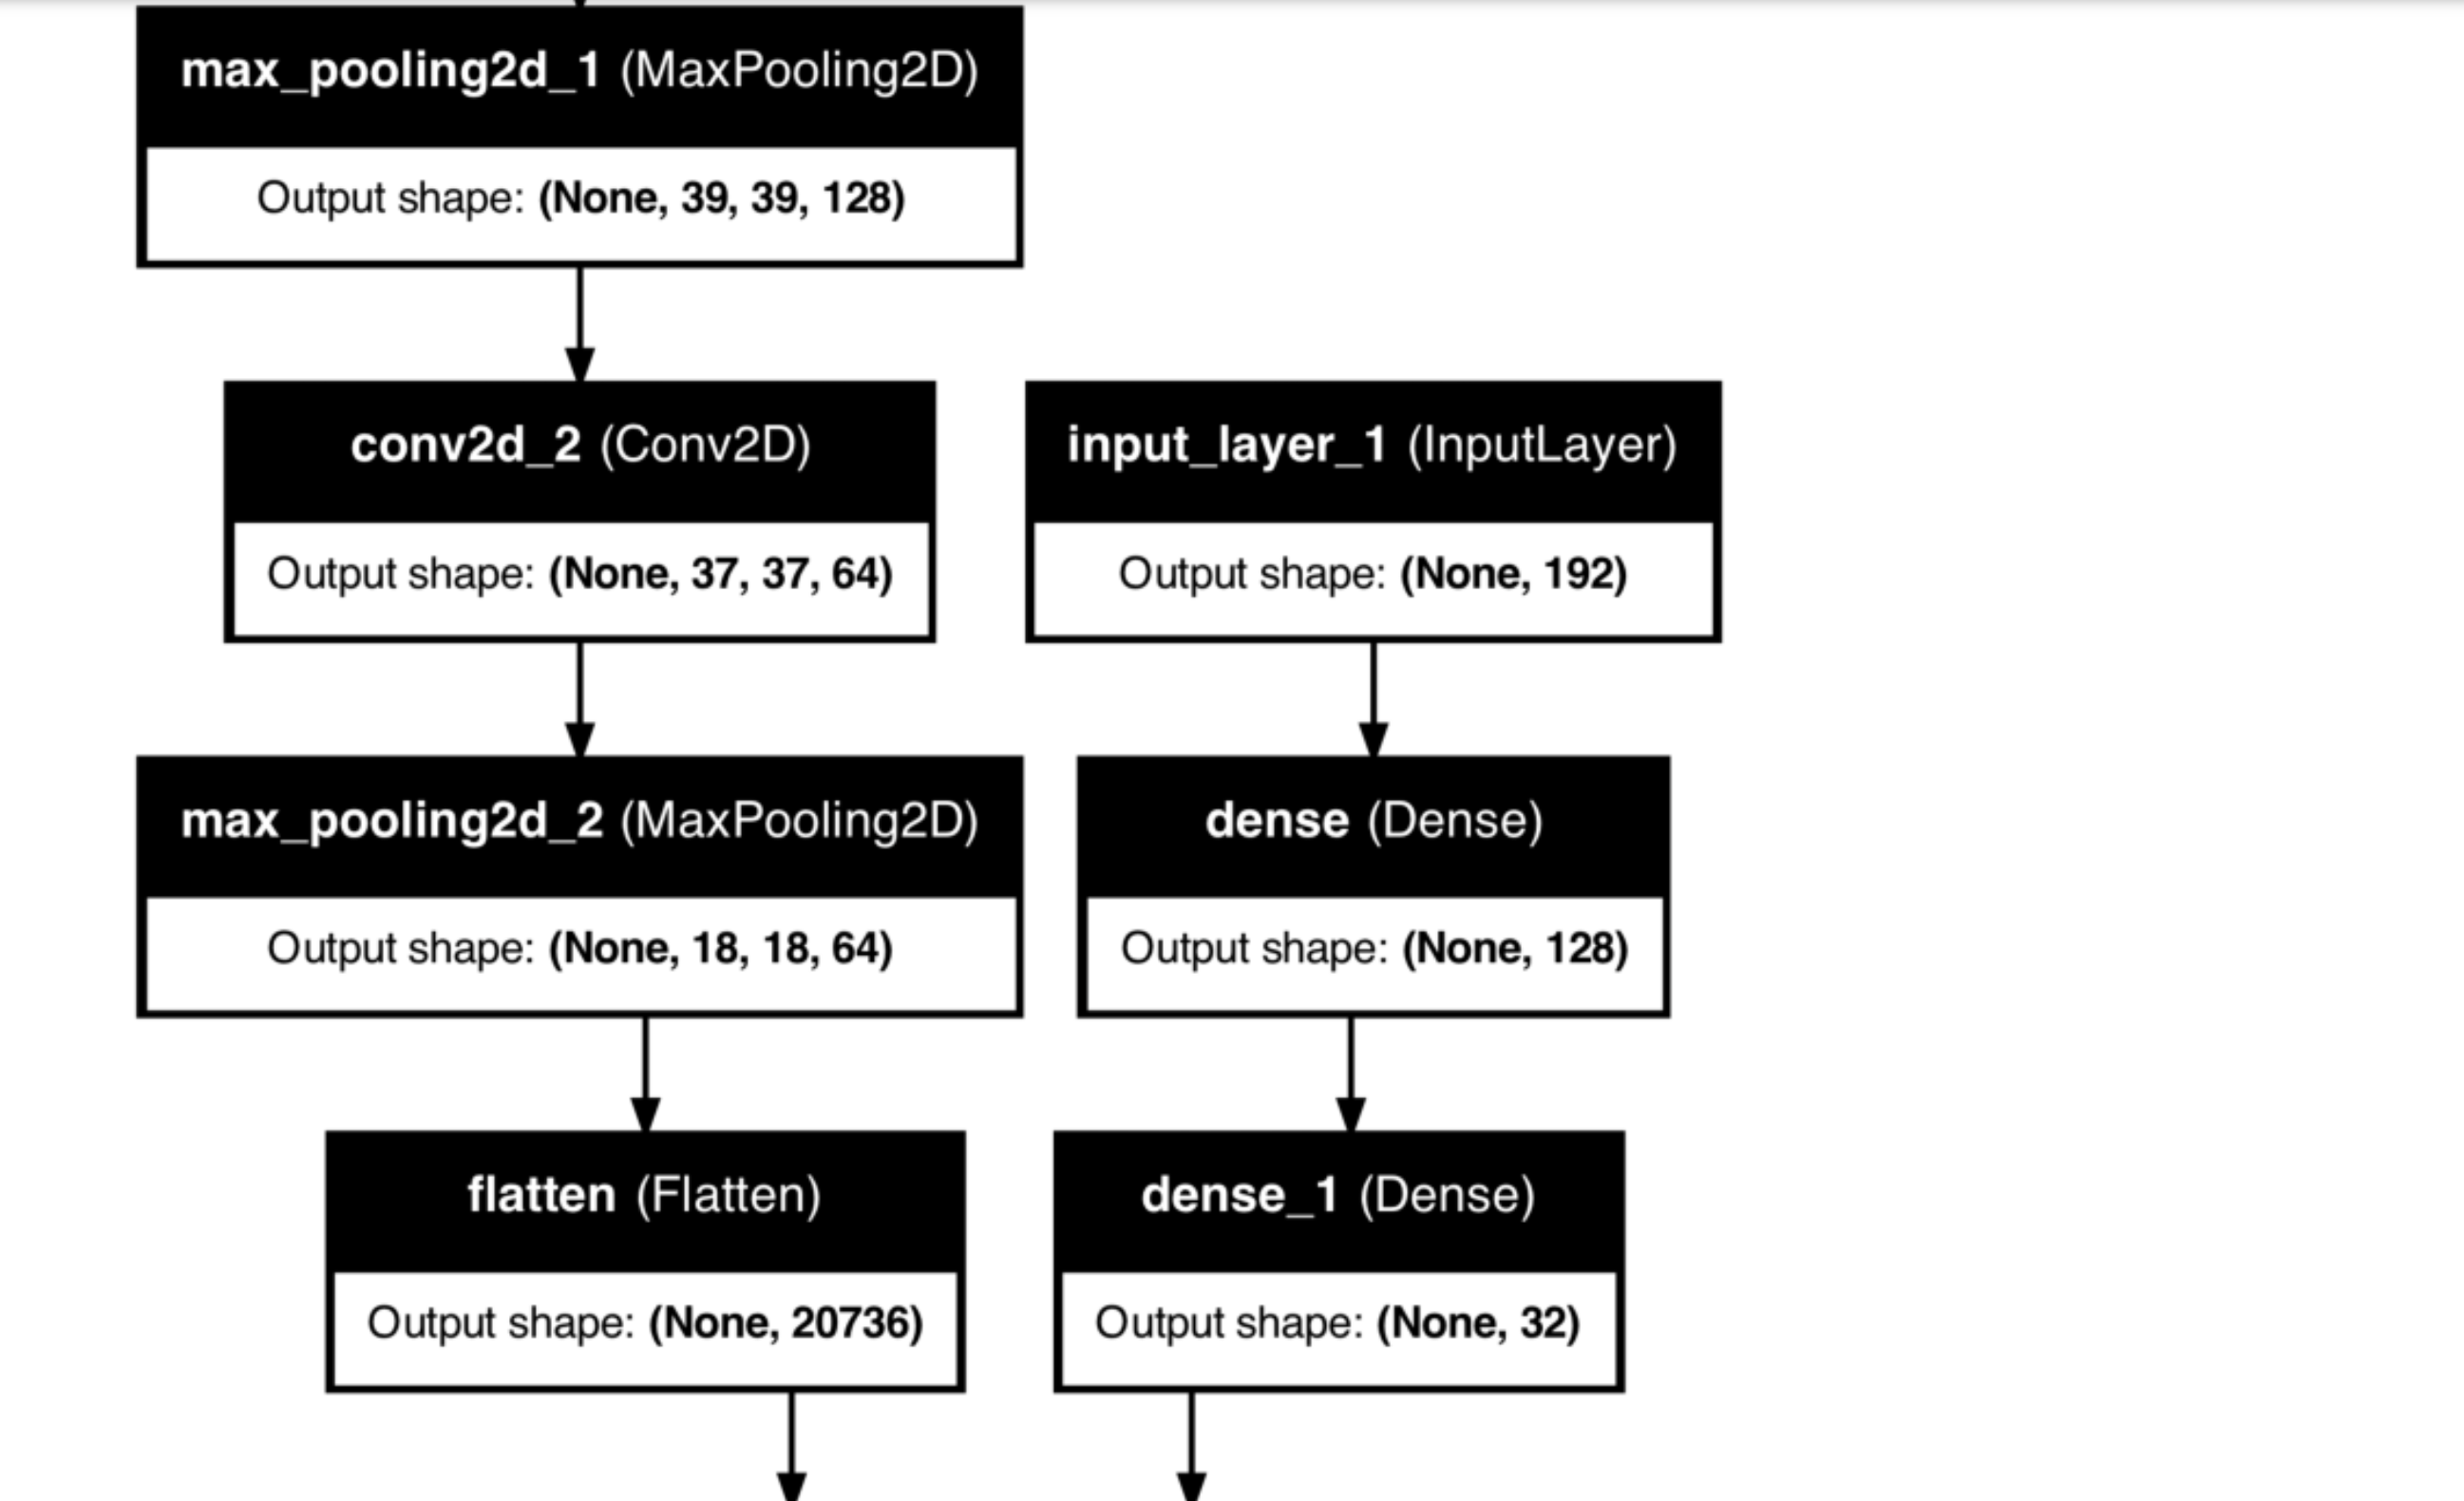 max_pooling2d_1 (MaxPooling2D)
Output shape: (None, 39, 39, 128)
conv2d_2 (Conv2D)
Output shape: (None, 37, 37, 64)
input_layer_1 (InputLayer)
Output shape: (None, 192)
max_pooling2d_2 (MaxPooling2D)
Output shape: (None, 18, 18, 64)
dense (Dense)
Output shape: (None, 128)
flatten (Flatten)
Output shape: (None, 20736)
dense_1 (Dense)
Output shape: (None, 32)